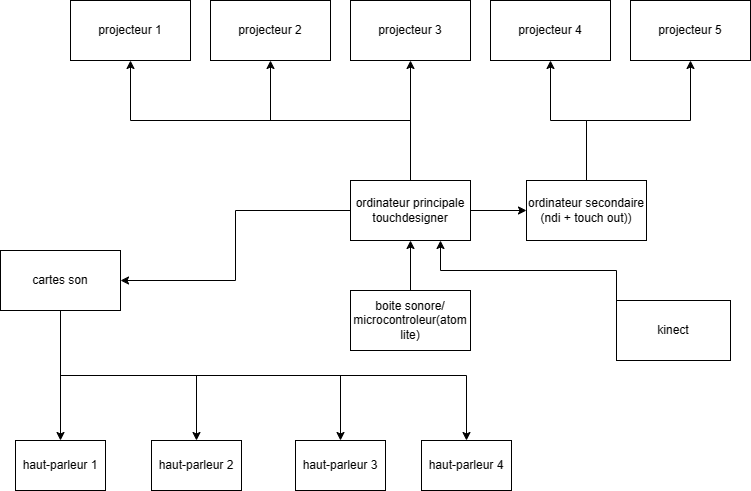 projecteur 1
projecteur 2
projecteur 3
projecteur 4
projecteur 5
ordinateur principale
touchdesigner
ordinateur secondaire
(ndi + touch out))
cartes son
boite sonore/
microcontroleur(atom
lite)
kinect
haut-parleur 1
haut-parleur 2
haut-parleur 3
haut-parleur 4